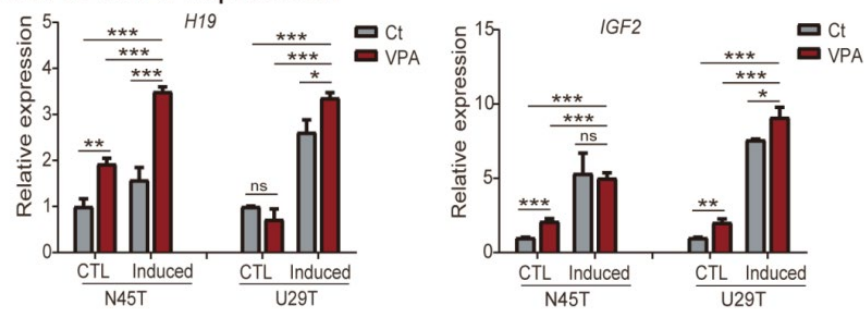 H19
Relative expression
5
4
3
2
1
0
***
***
***
**
***
***
*
ns
Ct
VPA
CTL Induced CTL Induced
N45T U29T
IGF2
Relative expression
15
10
5
0
***
***
ns
***
***
***
*
**
Ct
VPA
CTL Induced CTL Induced
N45T U29T